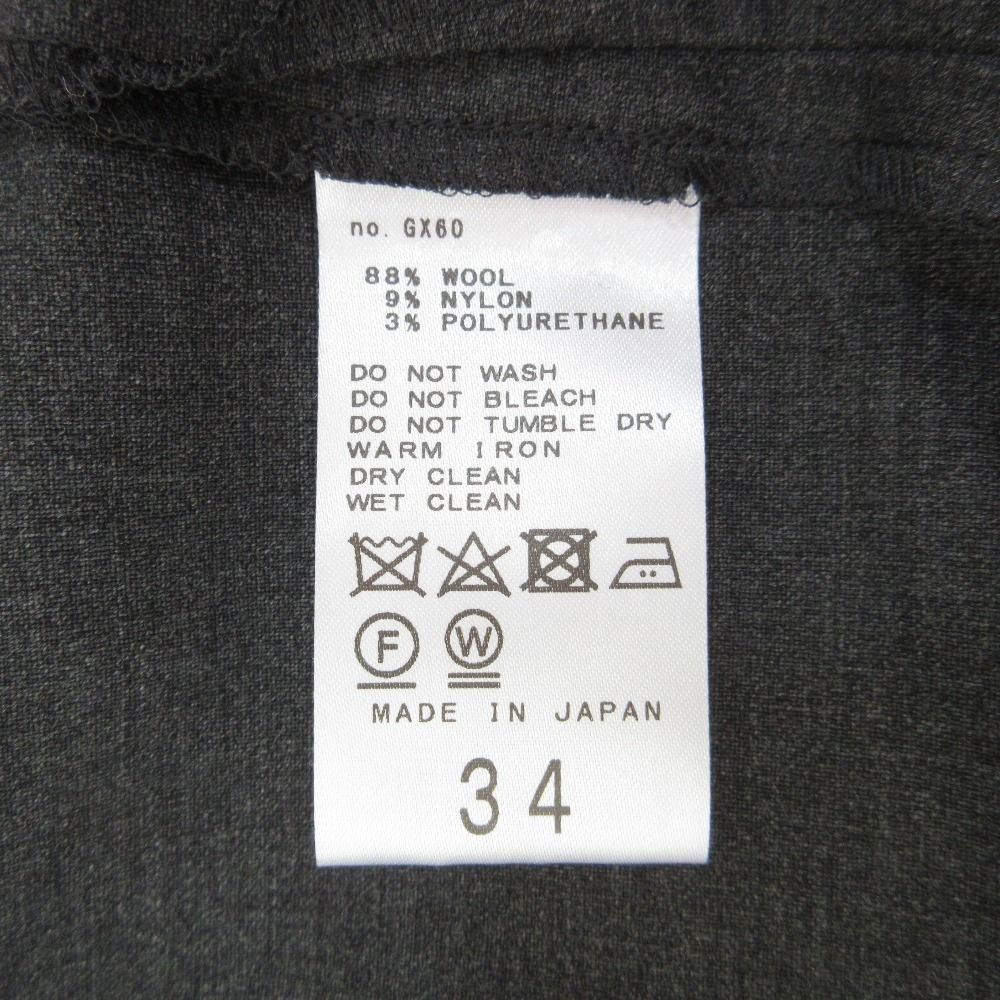 no. GX60
88% WOOL
9% NYLON
3% POLYURETHANE
DO NOT WASH
DO NOT BLEACH
DO NOT TUMBLE DRY
WARM IRON
DRY CLEAN
WET CLEAN
F W
MADE IN JAPAN
34